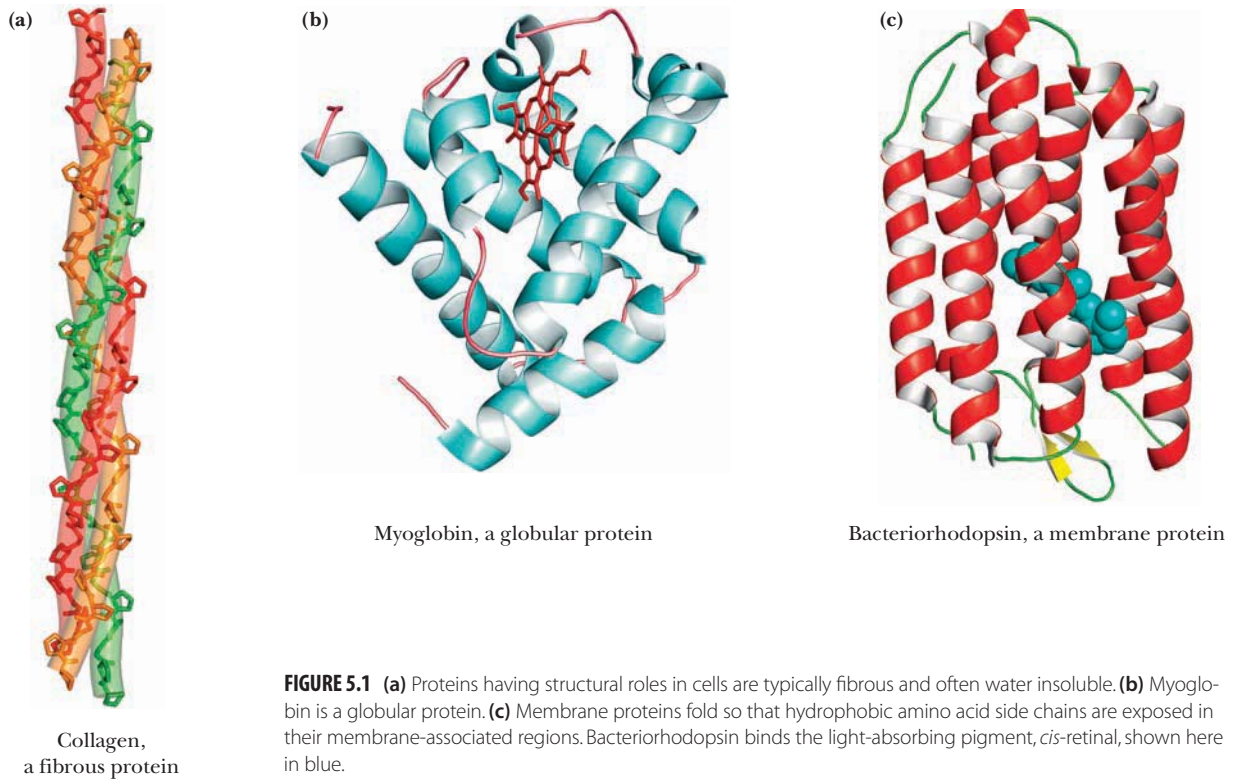 (a)
(b)
(c)
Collagen,
a fibrous protein
Myoglobin, a globular protein
Bacteriorhodopsin, a membrane protein
FIGURE 5.1 (a) Proteins having structural roles in cells are typically fibrous and often water insoluble. (b) Myoglo-
bin is a globular protein. (c) Membrane proteins fold so that hydrophobic amino acid side chains are exposed in
their membrane-associated regions. Bacteriorhodopsin binds the light-absorbing pigment, cis-retinal, shown here
in blue.